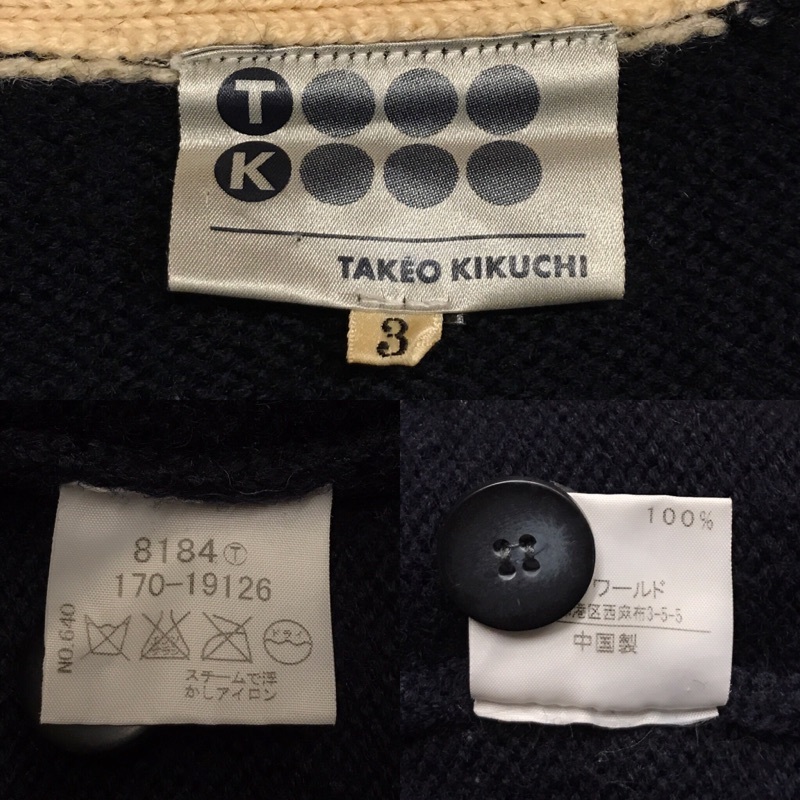 T
K
TAKEO KIKUCHI
3
8184 T
170-19126
NO.640
ドライ
スチームで浮
かしアイロン
100%
ワールド
港区西麻布3-5-5
中国製